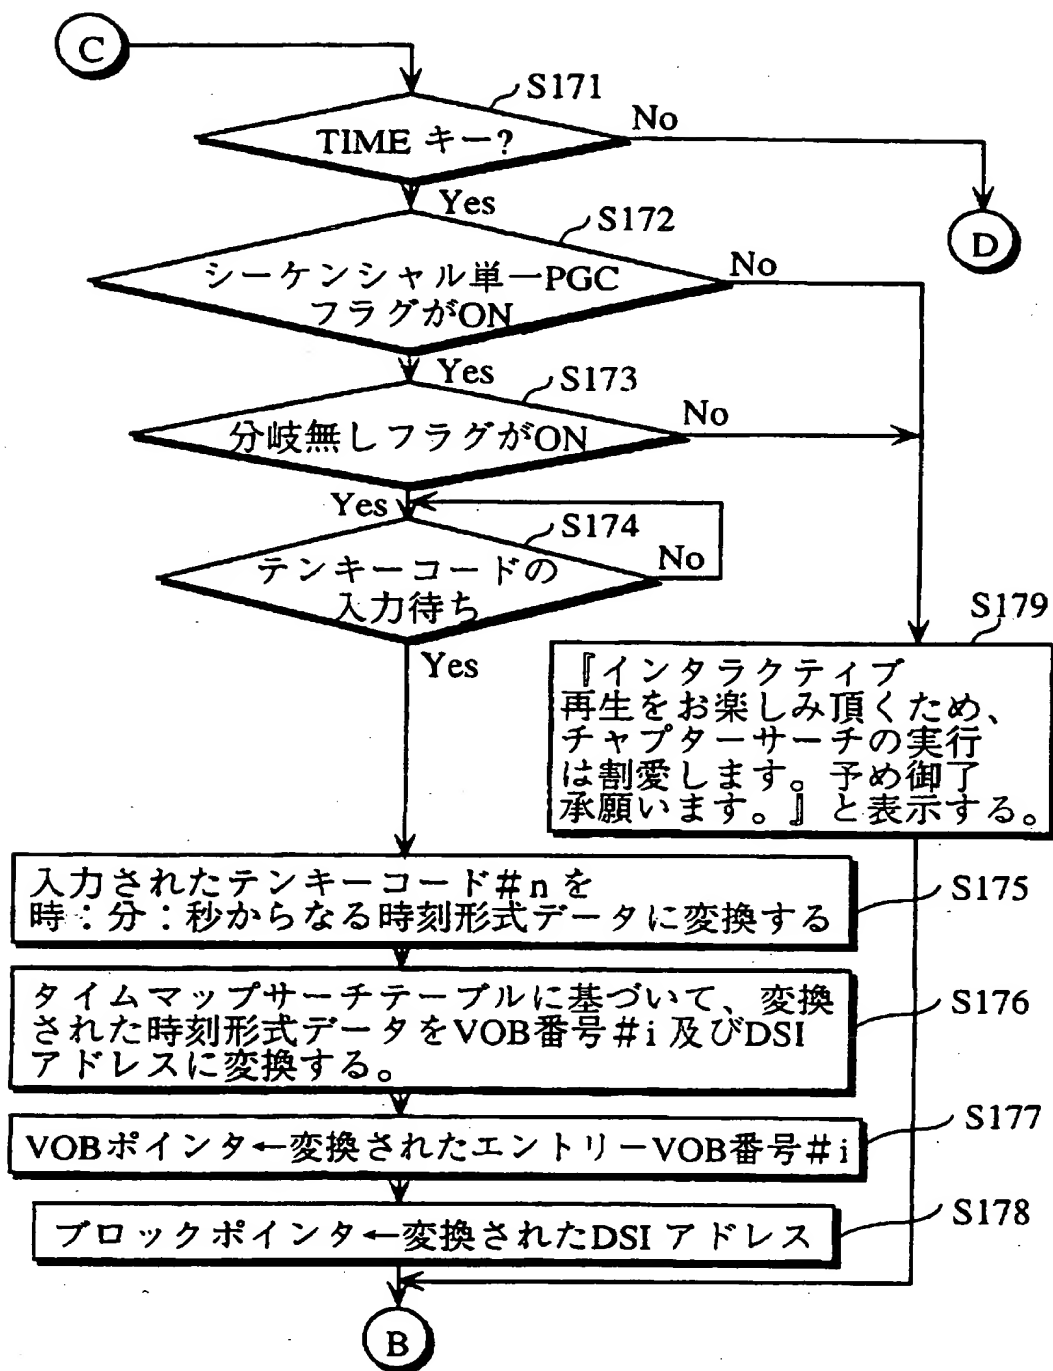 C
S171
TIME キー?
No
Yes
S172
D
シーケンシャル単一PGC
フラグがON
No
Yes
S173
分岐無しフラグがON
No
Yes
S174
テンキーコードの
入力待ち
No
Yes
S179
『インタラクティブ
再生をお楽しみ頂くため、
チャプターサーチの実行
は割愛します。予め御了
承願います。』と表示する。
入力されたテンキーコード#nを
時:分:秒からなる時刻形式データに変換する
S175
タイムマップサーチテーブルに基づいて、変換
された時刻形式データをVOB番号#i 及びDSI
アドレスに変換する。
S176
VOBポインタ←変換されたエントリーVOB番号#i
S177
ブロックポインタ←変換されたDSI アドレス
S178
B